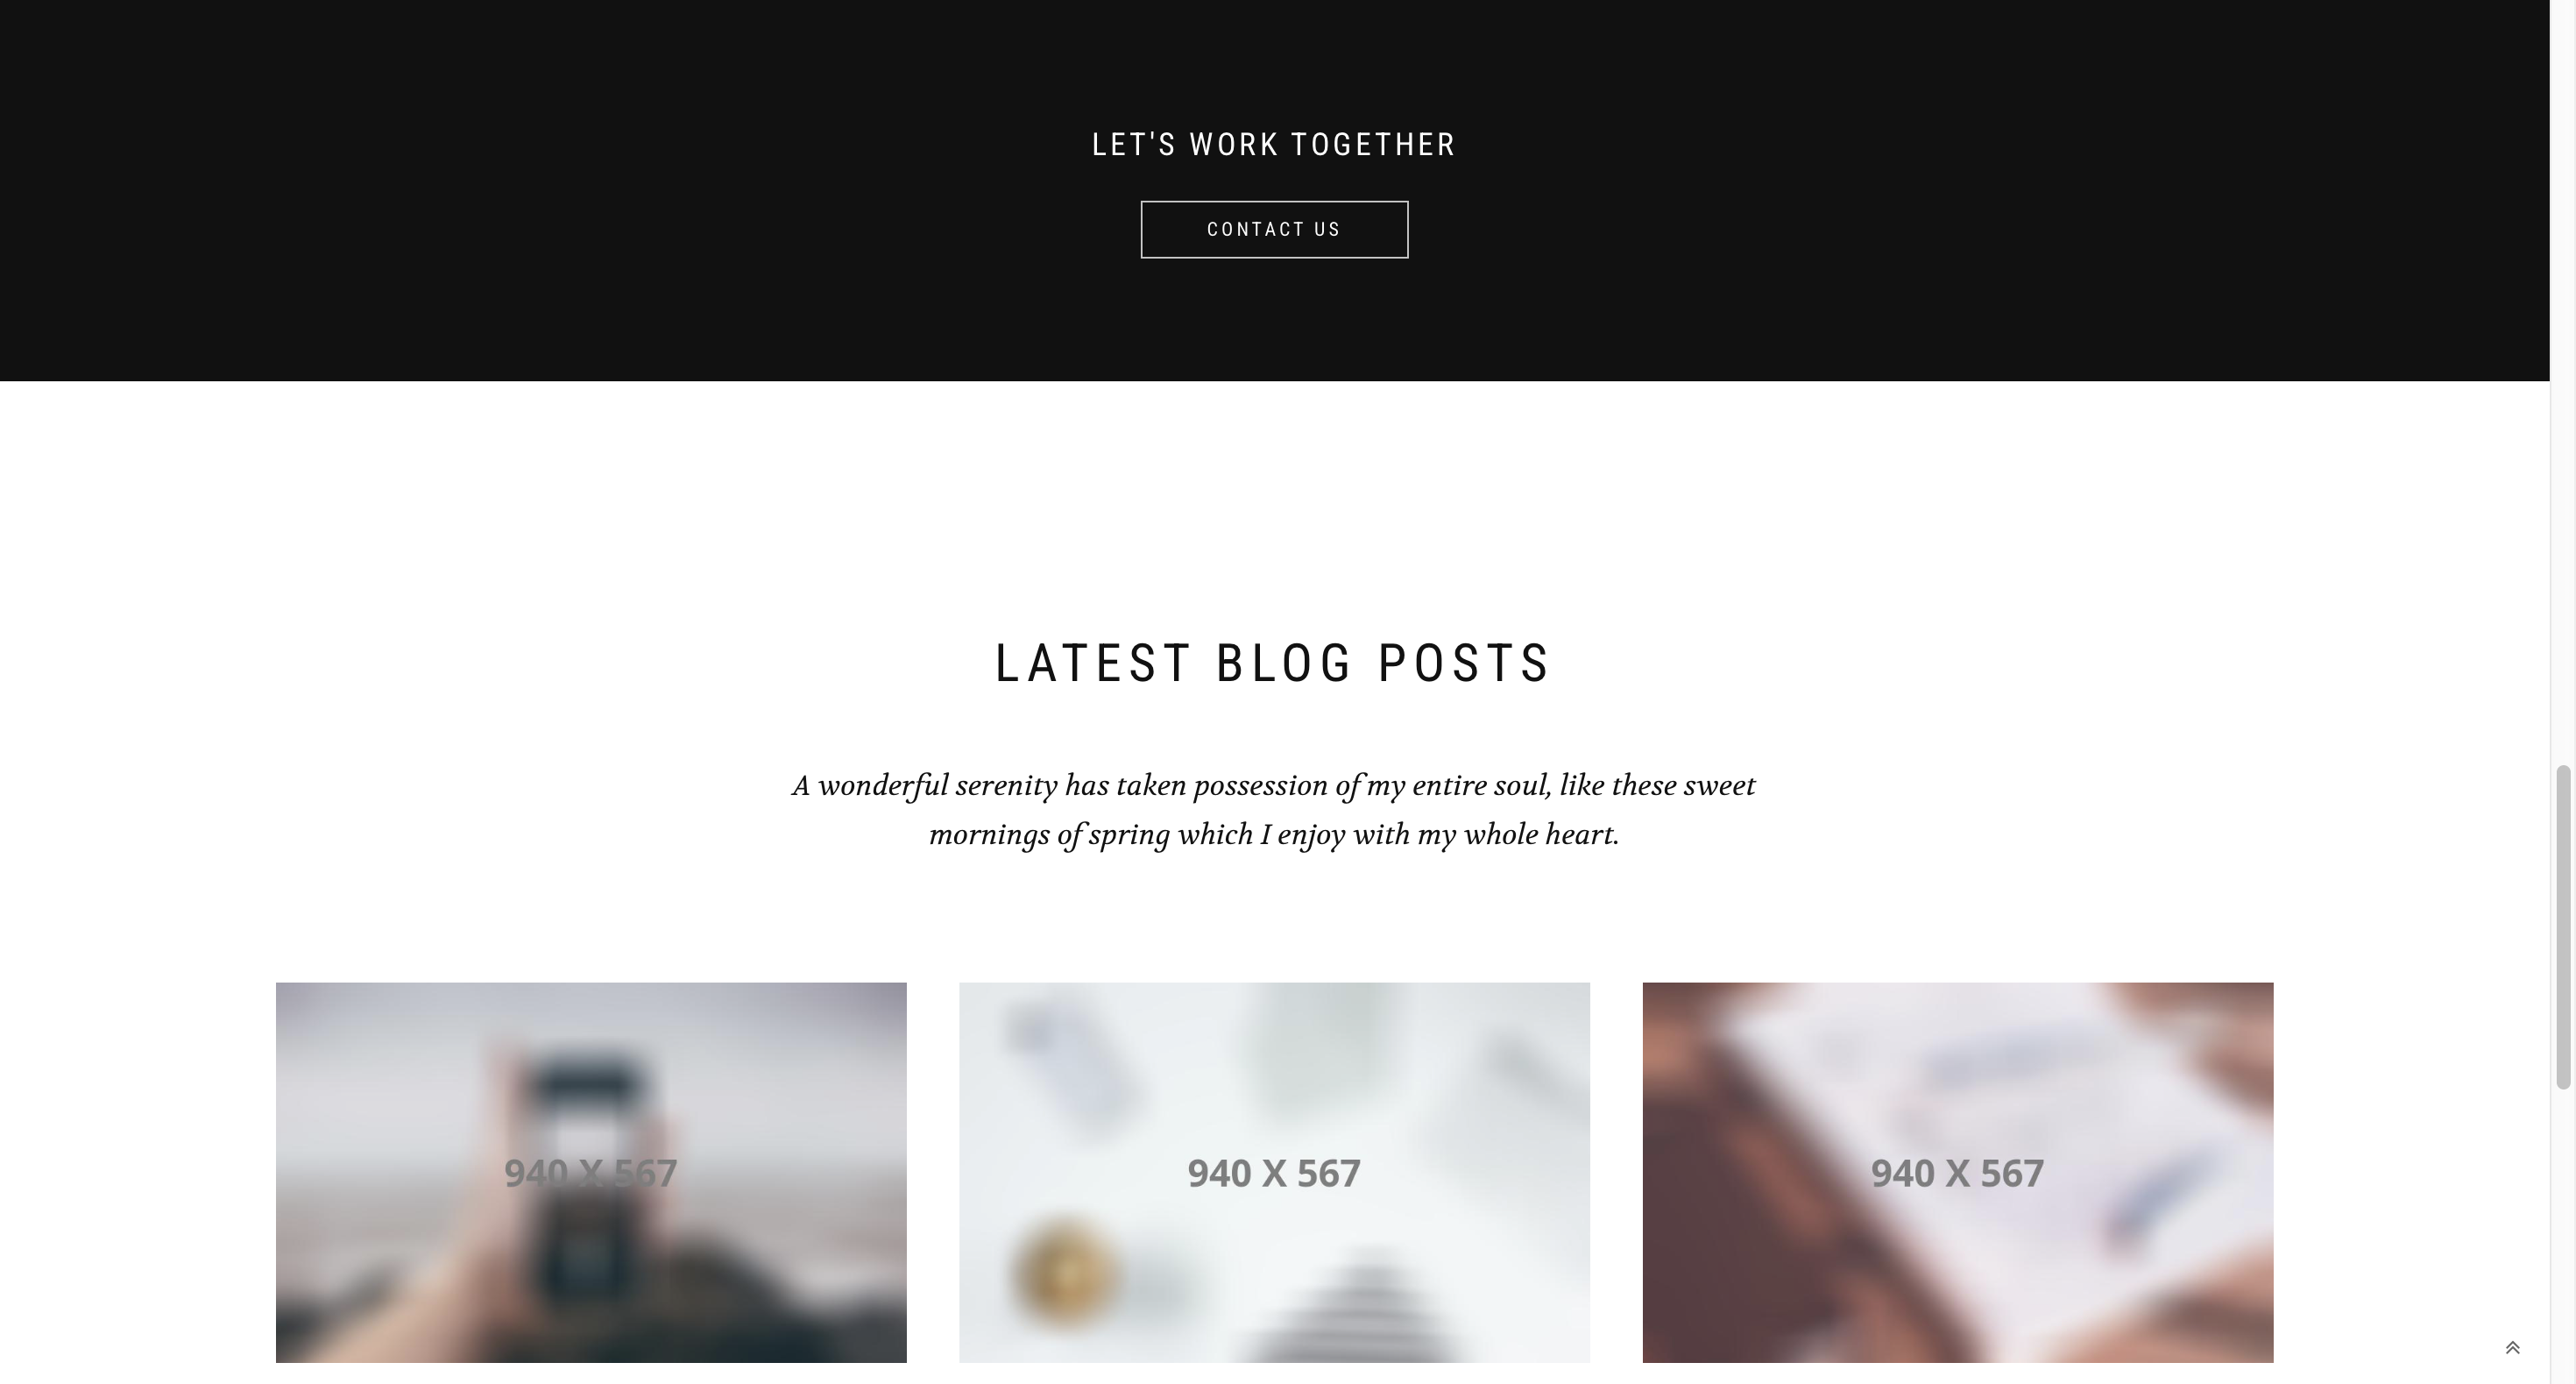 LET'S WORK TOGETHER
CONTACT US
LATEST BLOG POSTS
A wonderful serenity has taken possession of my entire soul, like these sweet
mornings of spring which I enjoy with my whole heart.
940 X 567
940 X 567
940 X 567